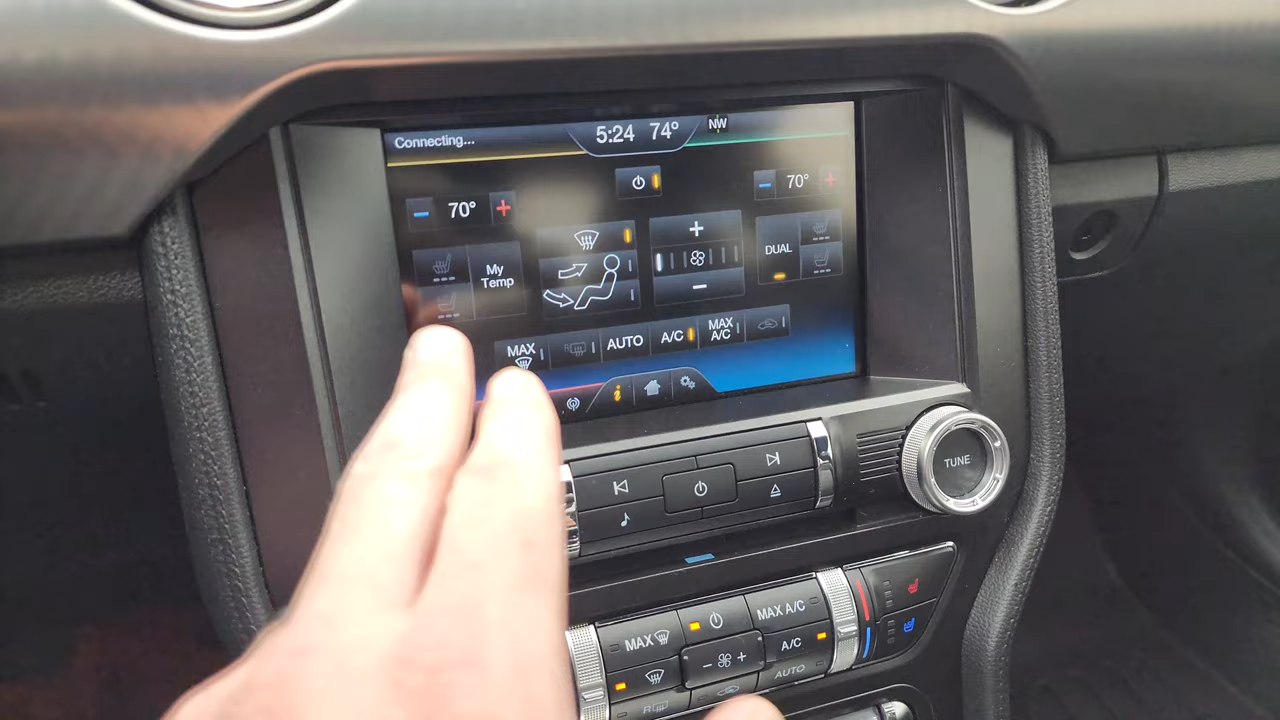 Connecting...
5:24 74° NW
70°
70°
My
Temp
DUAL
MAX
R
AUTO
A/C
MAX
A/C
TUNE
MAX
MAX A/C
A/C
AUTO
R